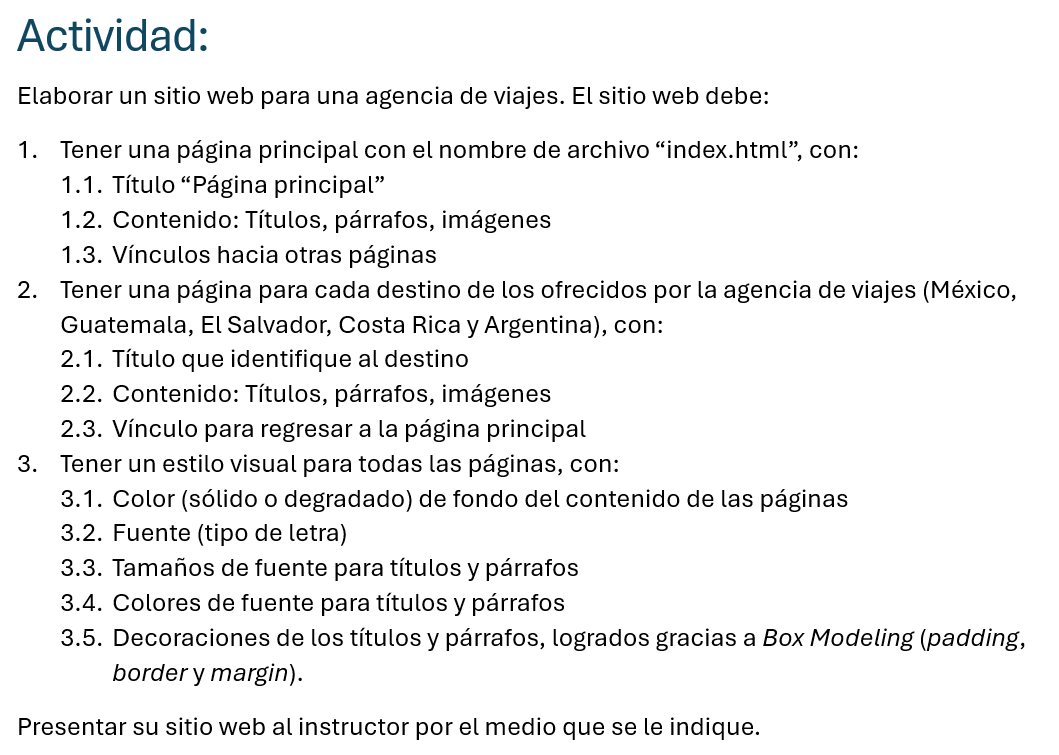 Actividad:
Elaborar un sitio web para una agencia de viajes. El sitio web debe:
1. Tener una página principal con el nombre de archivo “index.html”, con:
1.1. Título “Página principal”
1.2. Contenido: Títulos, párrafos, imágenes
1.3. Vínculos hacia otras páginas
2. Tener una página para cada destino de los ofrecidos por la agencia de viajes (México,
Guatemala, El Salvador, Costa Rica y Argentina), con:
2.1. Título que identifique al destino
2.2. Contenido: Títulos, párrafos, imágenes
2.3. Vínculo para regresar a la página principal
3. Tener un estilo visual para todas las páginas, con:
3.1. Color (sólido o degradado) de fondo del contenido de las páginas
3.2. Fuente (tipo de letra)
3.3. Tamaños de fuente para títulos y párrafos
3.4. Colores de fuente para títulos y párrafos
3.5. Decoraciones de los títulos y párrafos, logrados gracias a Box Modeling (padding,
border y margin).
Presentar su sitio web al instructor por el medio que se le indique.